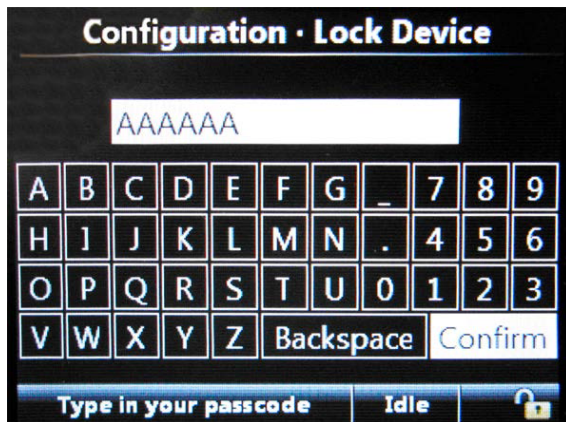 Configuration · Lock Device
AAAAAA
A B C D E F G _ 7 8 9
H I J K L M N . 4 5 6
O P Q R S T U 0 1 2 3
V W X Y Z Backspace Confirm
Type in your passcode Idle